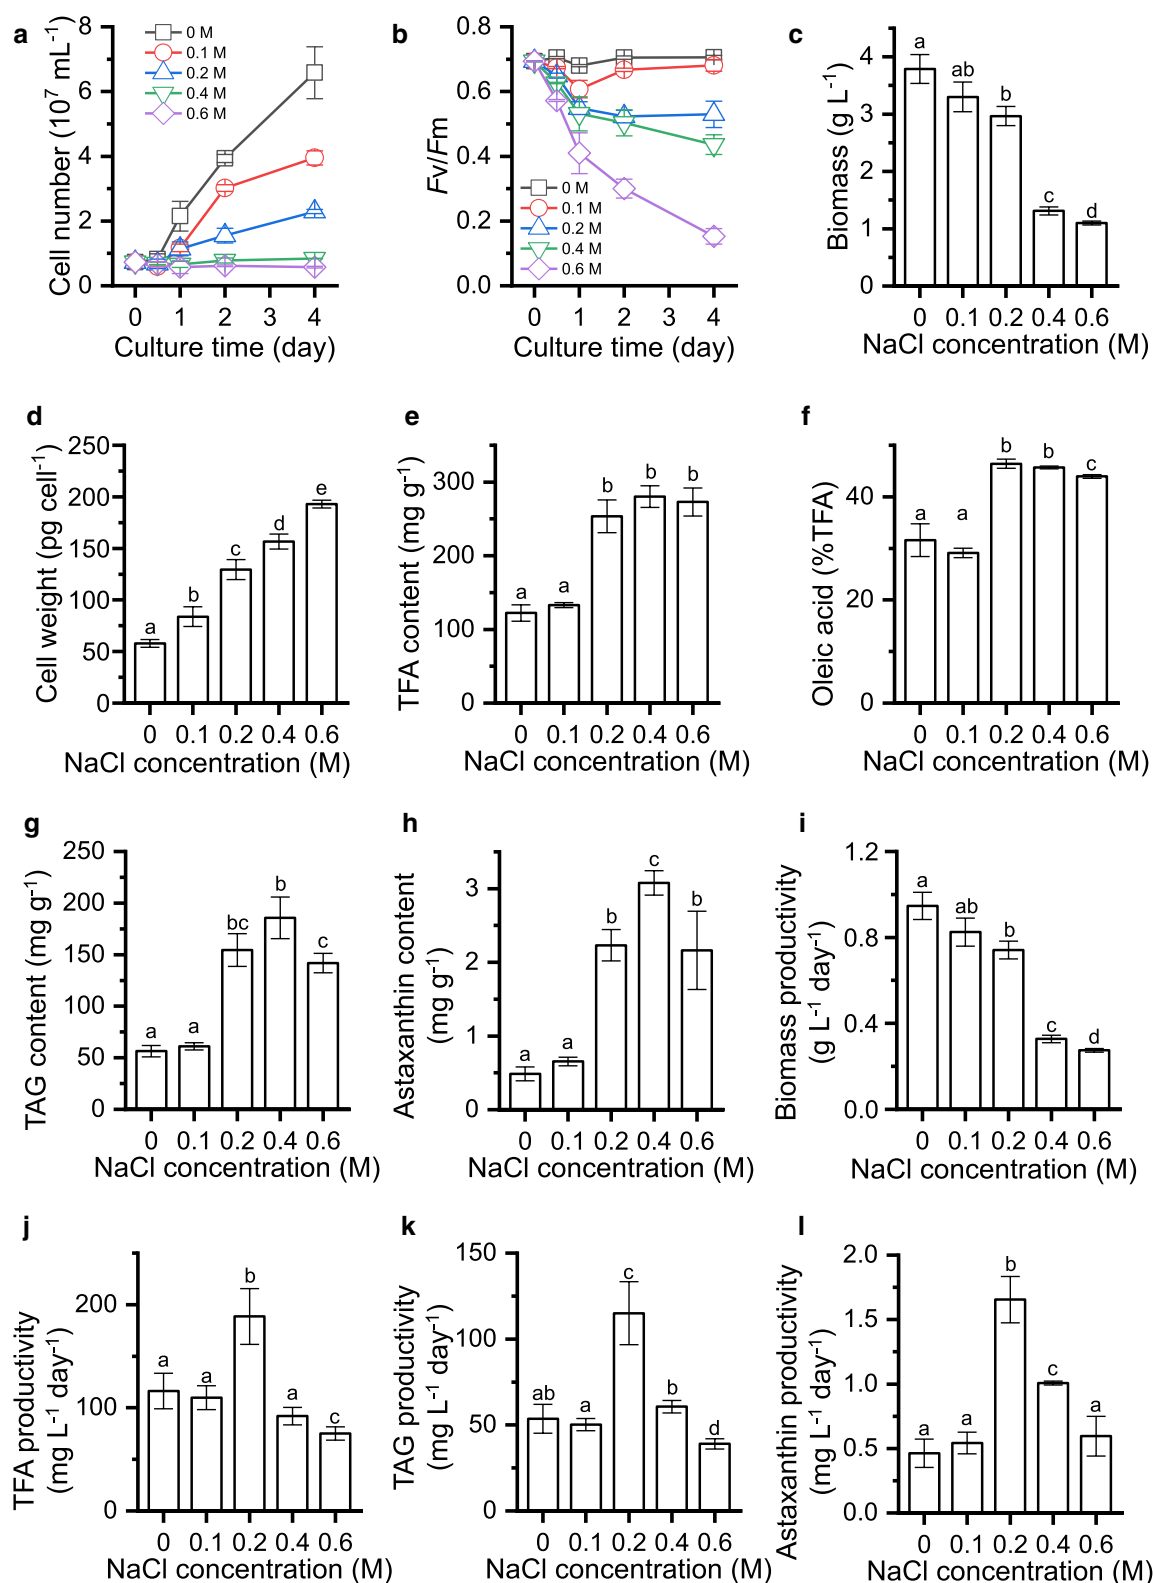 a
Cell number (10⁷ mL⁻¹)
8
6
4
2
0
0 M
0.1 M
0.2 M
0.4 M
0.6 M
0 1 2 3 4
Culture time (day)
b
Fv/Fm
0.8
0.6
0.4
0.2
0.0
0 M
0.1 M
0.2 M
0.4 M
0.6 M
0 1 2 3 4
Culture time (day)
c
Biomass (g L⁻¹)
4
3
2
1
0
a ab b c d
0 0.1 0.2 0.4 0.6
NaCl concentration (M)
d
Cell weight (pg cell⁻¹)
250
200
150
100
50
0
a b c d e
0 0.1 0.2 0.4 0.6
NaCl concentration (M)
e
TFA content (mg g⁻¹)
300
200
100
0
a a b b b
0 0.1 0.2 0.4 0.6
NaCl concentration (M)
f
Oleic acid (%TFA)
40
20
0
a a b b c
0 0.1 0.2 0.4 0.6
NaCl concentration (M)
g
TAG content (mg g⁻¹)
250
200
150
100
50
0
a a bc b c
0 0.1 0.2 0.4 0.6
NaCl concentration (M)
h
Astaxanthin content
(mg g⁻¹)
3
2
1
0
a a b c b
0 0.1 0.2 0.4 0.6
NaCl concentration (M)
i
Biomass productivity
(g L⁻¹ day⁻¹)
1.2
0.8
0.4
0.0
a ab b c d
0 0.1 0.2 0.4 0.6
NaCl concentration (M)
j
TFA productivity
(mg L⁻¹ day⁻¹)
200
100
0
a a b a c
0 0.1 0.2 0.4 0.6
NaCl concentration (M)
k
TAG productivity
(mg L⁻¹ day⁻¹)
150
100
50
0
ab a c b d
0 0.1 0.2 0.4 0.6
NaCl concentration (M)
l
Astaxanthin productivity
(mg L⁻¹ day⁻¹)
2.0
1.5
1.0
0.5
0.0
a a b c a
0 0.1 0.2 0.4 0.6
NaCl concentration (M)